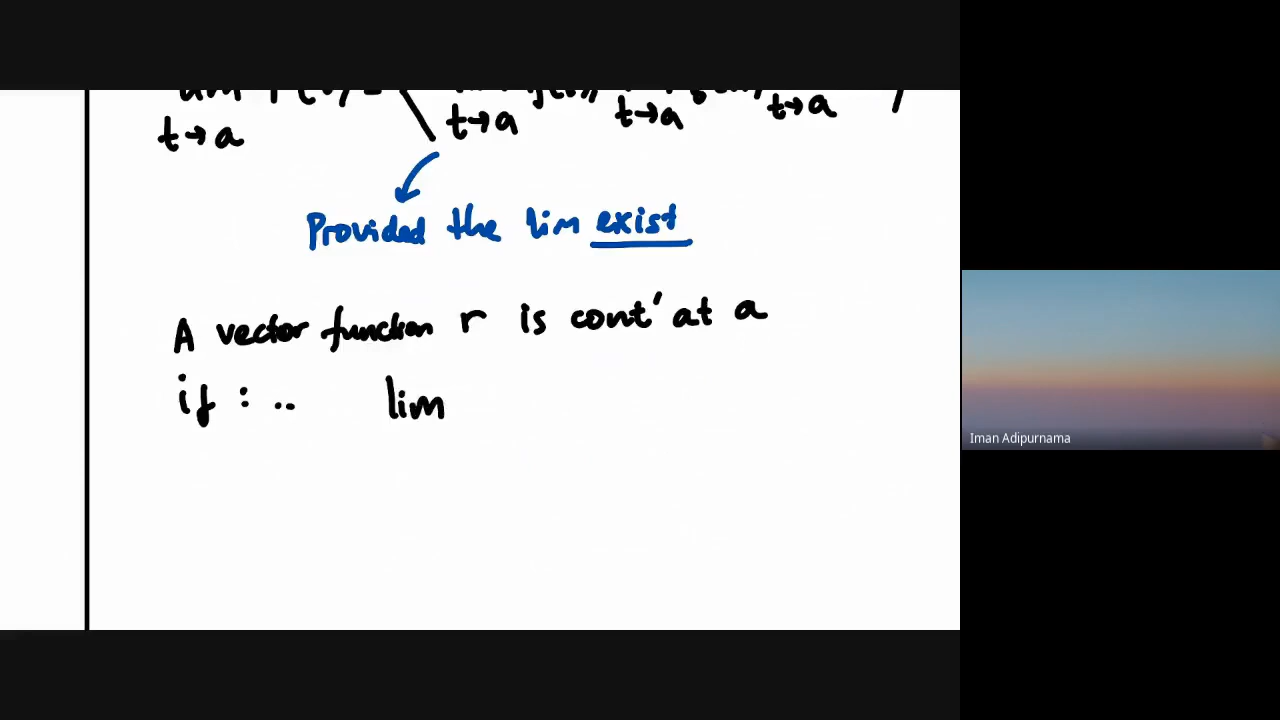 t→a t→a t→a t→a
Provided the lim exist
A vector function r is cont' at a
if : .. lim
Iman Adipurnama